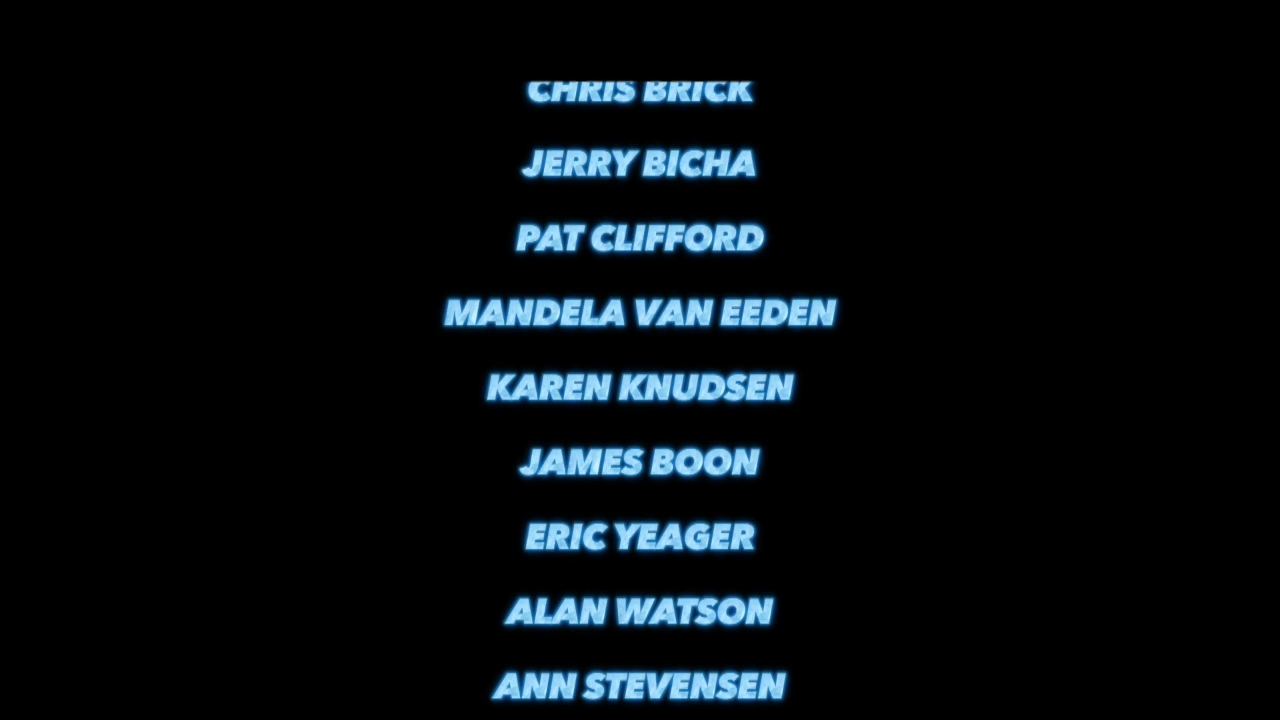 CHRIS BRICK
JERRY BICHA
PAT CLIFFORD
MANDELA VAN EEDEN
KAREN KNUDSEN
JAMES BOON
ERIC YEAGER
ALAN WATSON
ANN STEVENSEN